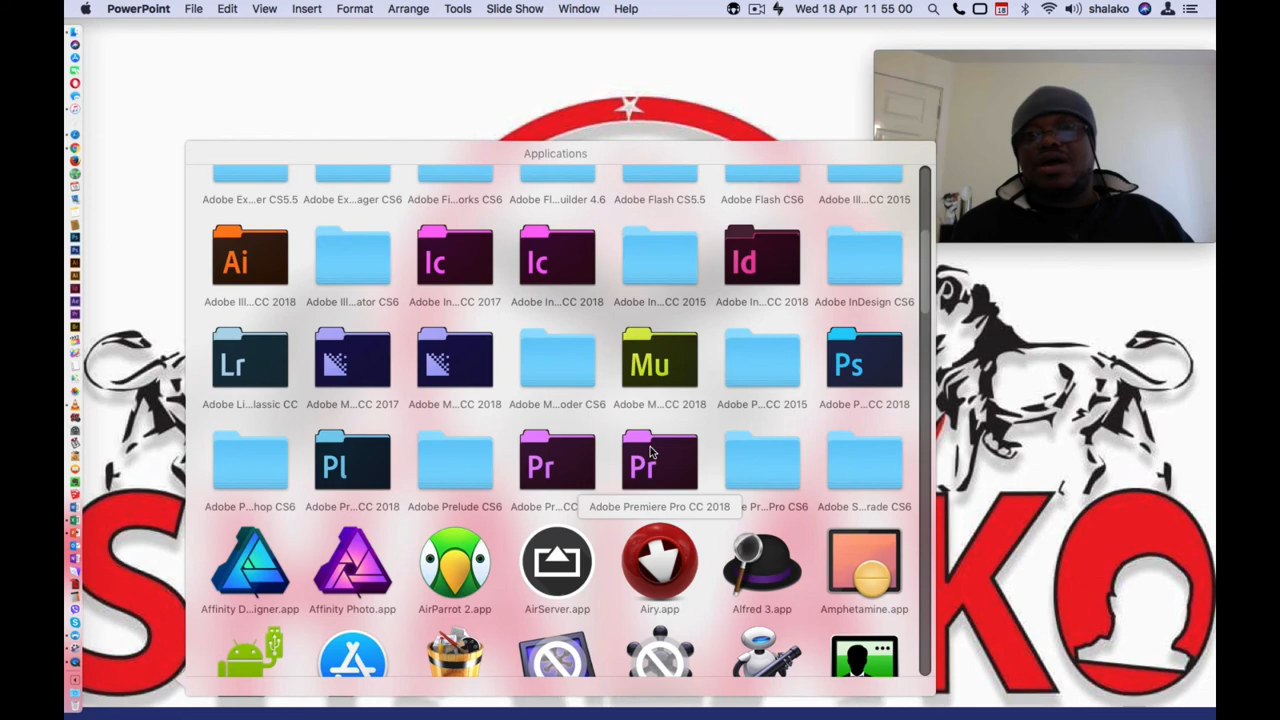 PowerPoint File Edit View Insert Format Arrange Tools Slide Show Window Help 18 Wed 18 Apr 11 55 00 shalako
Applications
Adobe Ex...er CS5.5 Adobe Ex...ager CS6 Adobe Fi...orks CS6 Adobe Fl...uilder 4.6 Adobe Flash CS5.5 Adobe Flash CS6 Adobe Ill...CC 2015
Ai Ic Ic Id
Adobe Ill...CC 2018 Adobe Ill...ator CS6 Adobe In...CC 2017 Adobe In...CC 2018 Adobe In...CC 2015 Adobe In...CC 2018 Adobe InDesign CS6
Lr Mu Ps
Adobe Li...lassic CC Adobe M...CC 2017 Adobe M...CC 2018 Adobe M...oder CS6 Adobe M...CC 2018 Adobe P...CC 2015 Adobe P...CC 2018
Pl Pr Pr
Adobe P...hop CS6 Adobe Pr...CC 2018 Adobe Prelude CS6 Adobe Pr...CC Adobe Premiere Pro CC 2018 e Pr...Pro CS6 Adobe S...rade CS6
Affinity D...igner.app Affinity Photo.app AirParrot 2.app AirServer.app Airy.app Alfred 3.app Amphetamine.app
S KO